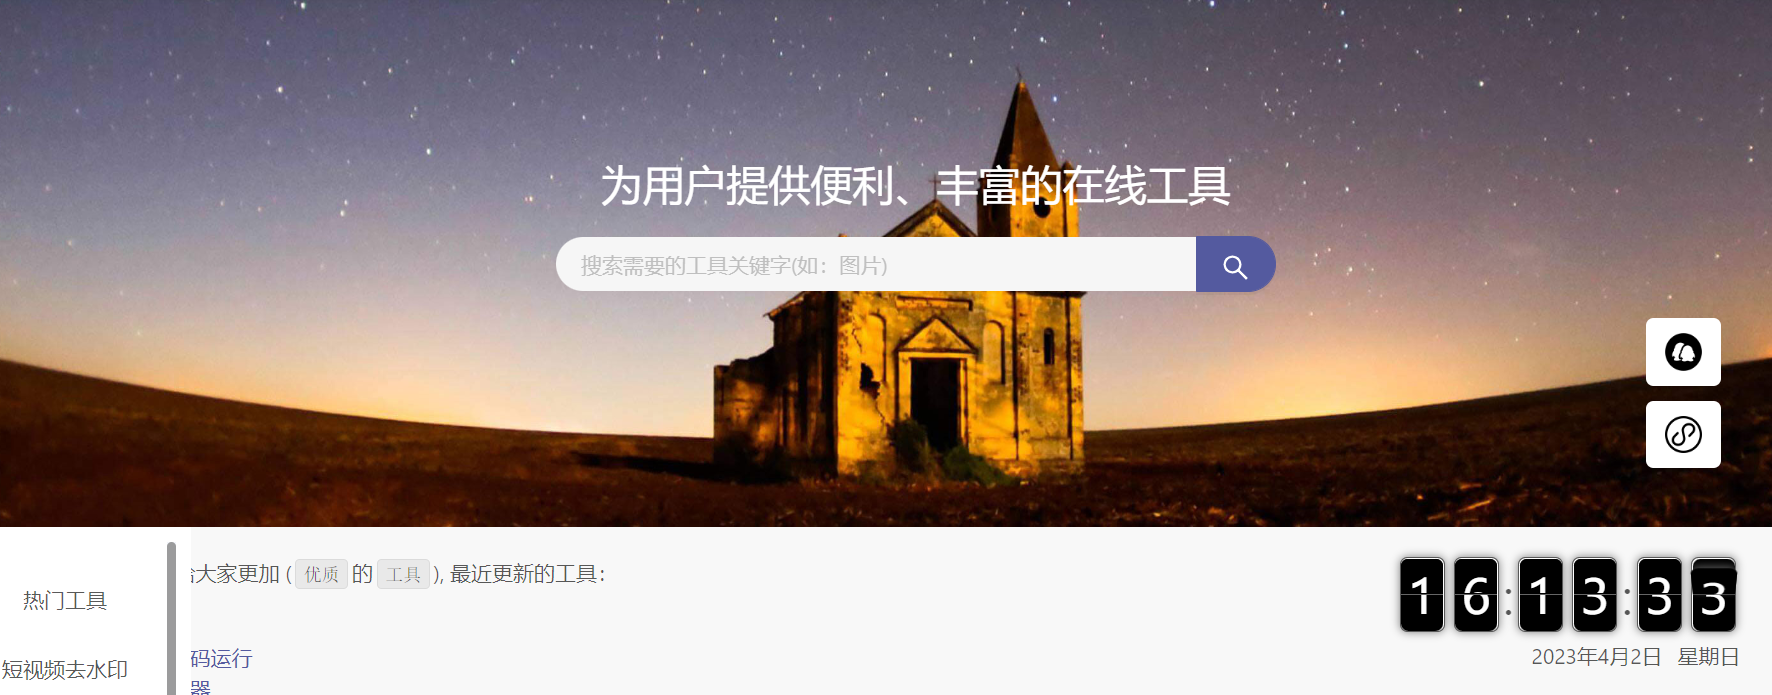 为用户提供便利、丰富的在线工具
搜索需要的工具关键字(如：图片)
大家更加 ( 优质 的 工具 ), 最近更新的工具：
热门工具
短视频去水印
码运行
器
16:13:33
2023年4月2日 星期日